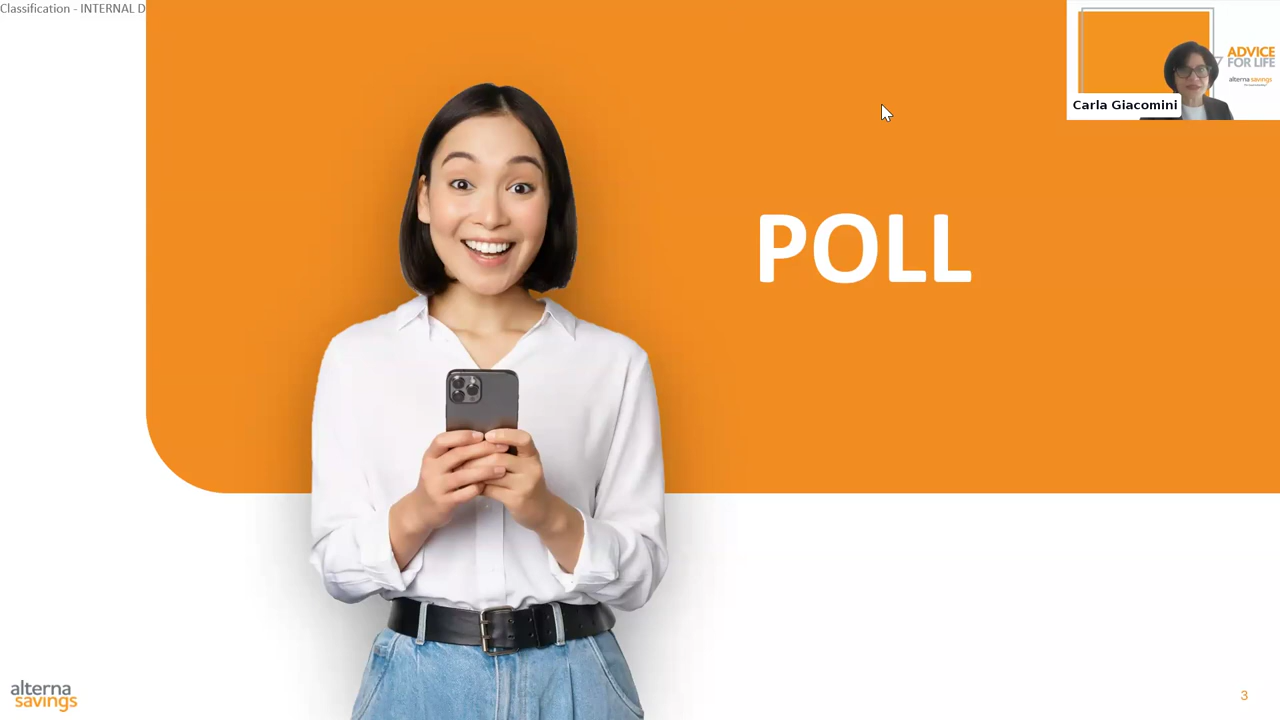 Classification - INTERNAL D
ADVICE
FOR LIFE
alterna savings
Carla Giacomini
POLL
alterna
savings
3